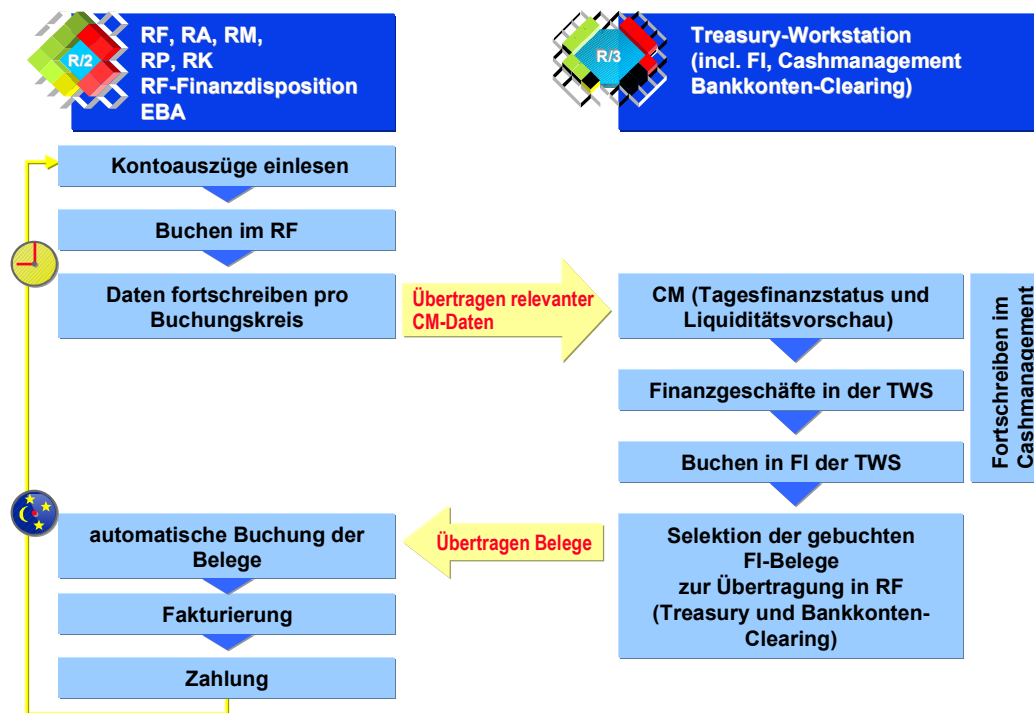 R/2
RF, RA, RM,
RP, RK
RF-Finanzdisposition
EBA
R/3
Treasury-Workstation
(incl. FI, Cashmanagement
Bankkonten-Clearing)
Kontoauszüge einlesen
Buchen im RF
Daten fortschreiben pro
Buchungskreis
Übertragen relevanter
CM-Daten
CM (Tagesfinanzstatus und
Liquiditätsvorschau)
Finanzgeschäfte in der TWS
Buchen in FI der TWS
Fortschreiben im
Cashmanagement
Selektion der gebuchten
FI-Belege
zur Übertragung in RF
(Treasury und Bankkonten-
Clearing)
Übertragen Belege
automatische Buchung der
Belege
Fakturierung
Zahlung